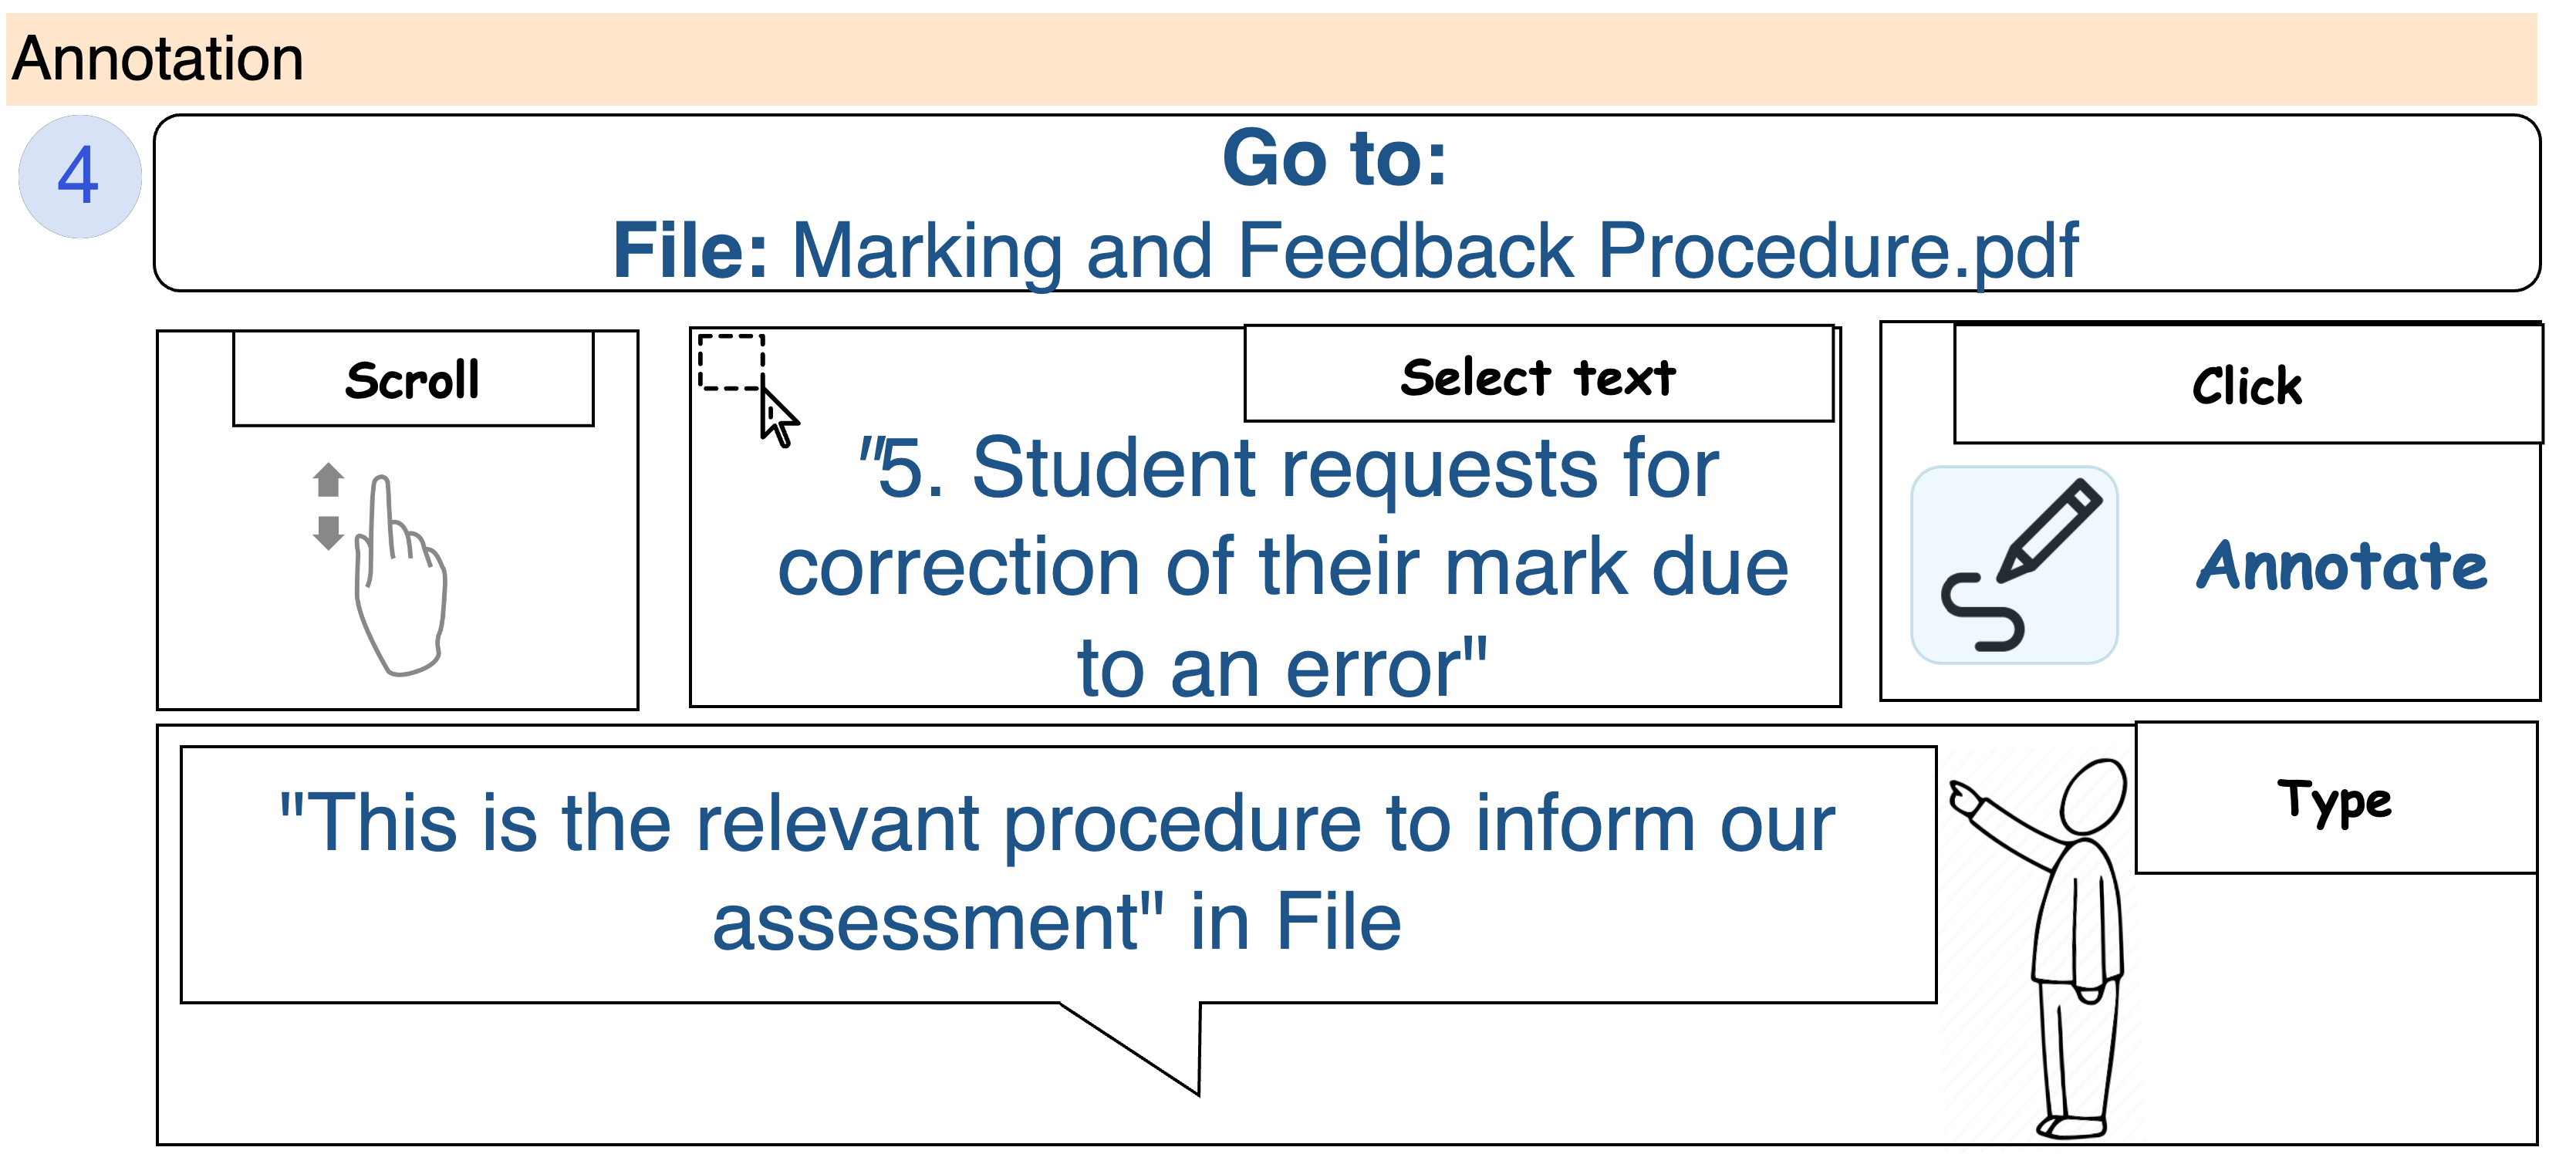 Annotation
4
Go to:
File: Marking and Feedback Procedure.pdf
Scroll
Select text
"5. Student requests for
correction of their mark due
to an error"
Click
Annotate
"This is the relevant procedure to inform our
assessment" in File
Type